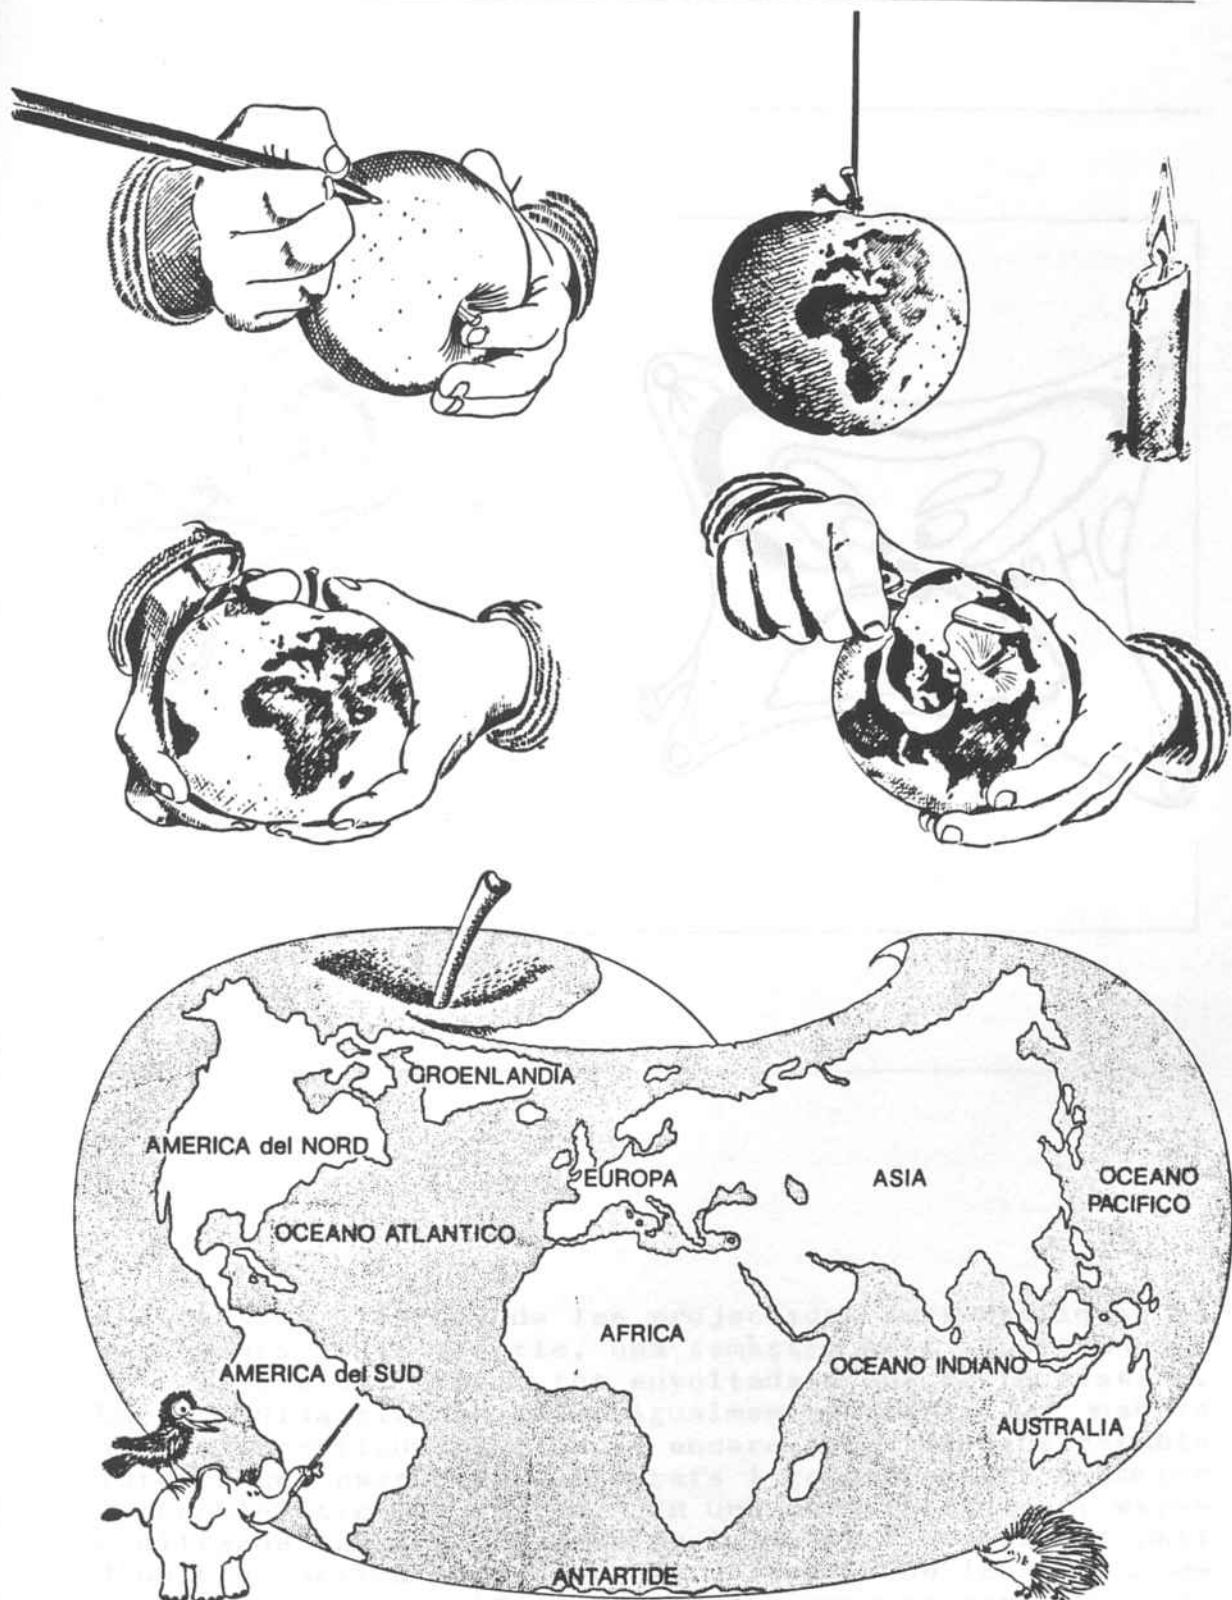 GROENLANDIA
AMERICA del NORD
EUROPA
ASIA
OCEANO
PACIFICO
OCEANO ATLANTICO
AFRICA
OCEANO INDIANO
AMERICA del SUD
AUSTRALIA
ANTARTIDE